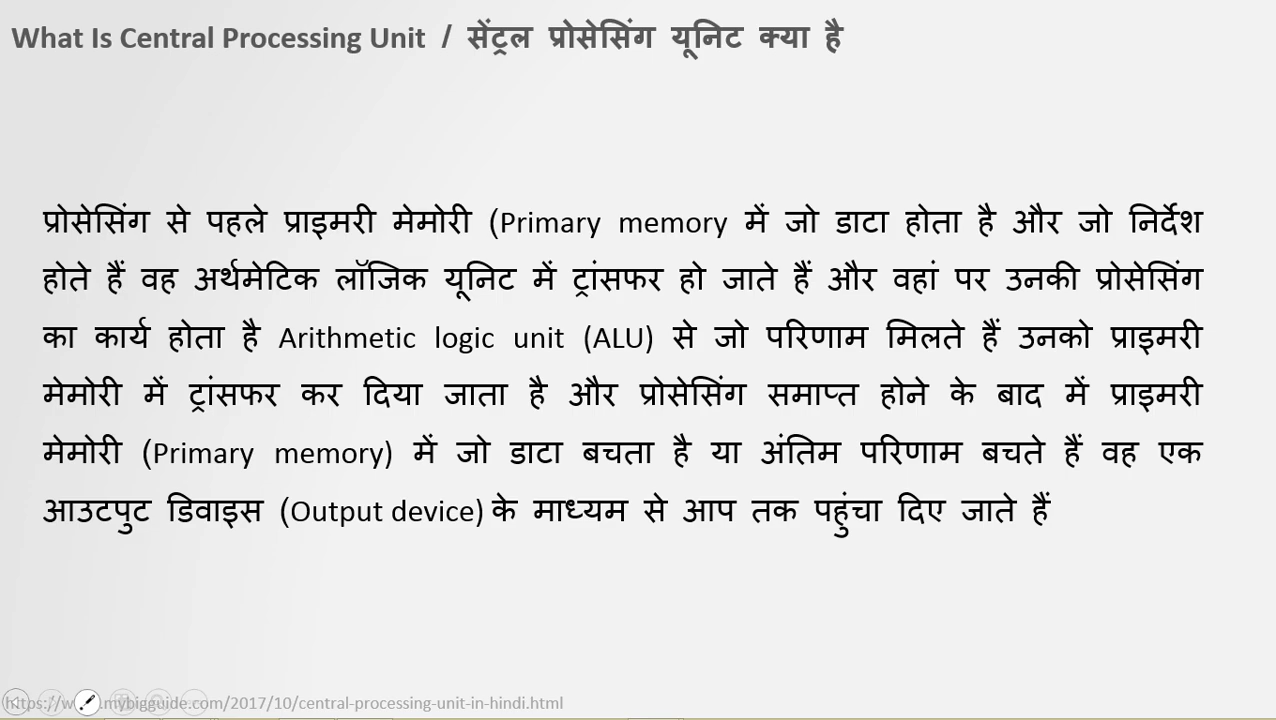 What Is Central Processing Unit / सेंट्रल प्रोसेसिंग यूनिट क्या है
प्रोसेसिंग से पहले प्राइमरी मेमोरी (Primary memory में जो डाटा होता है और जो निर्देश
होते हैं वह अर्थमेटिक लॉजिक यूनिट में ट्रांसफर हो जाते हैं और वहां पर उनकी प्रोसेसिंग
का कार्य होता है Arithmetic logic unit (ALU) से जो परिणाम मिलते हैं उनको प्राइमरी
मेमोरी में ट्रांसफर कर दिया जाता है और प्रोसेसिंग समाप्त होने के बाद में प्राइमरी
मेमोरी (Primary memory) में जो डाटा बचता है या अंतिम परिणाम बचते हैं वह एक
आउटपुट डिवाइस (Output device) के माध्यम से आप तक पहुंचा दिए जाते हैं
.mybigguide.com/2017/10/central-processing-unit-in-hindi.html